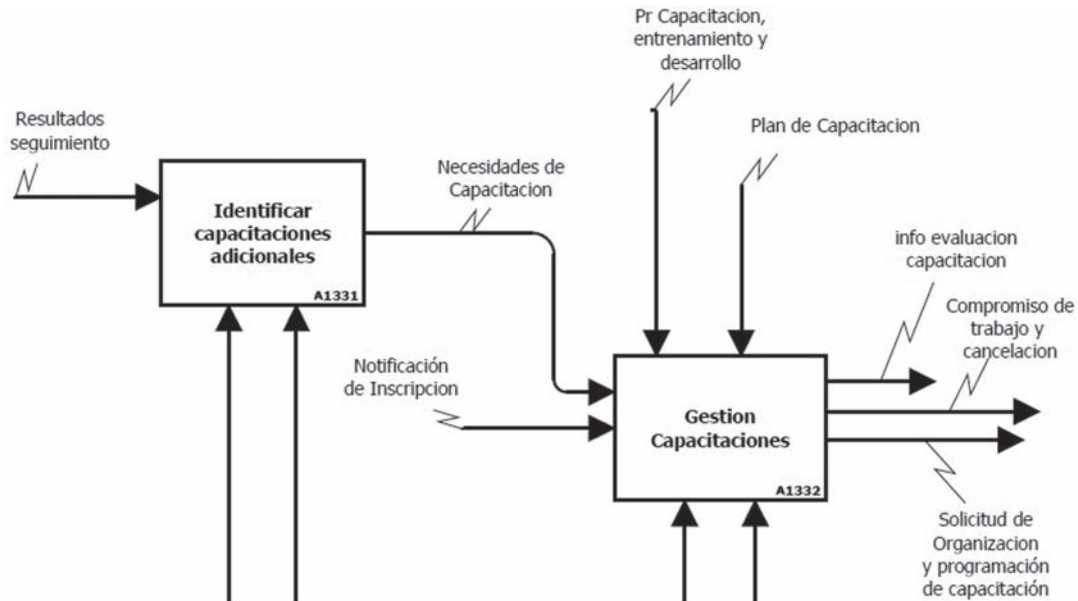 Pr Capacitacion,
entrenamiento y
desarrollo
Resultados
seguimiento
Plan de Capacitacion
Necesidades de
Capacitacion
Identificar
capacitaciones
adicionales
A1331
info evaluacion
capacitacion
Compromiso de
trabajo y
cancelacion
Notificación
de Inscripcion
Gestion
Capacitaciones
A1332
Solicitud de
Organizacion
y programación
de capacitación